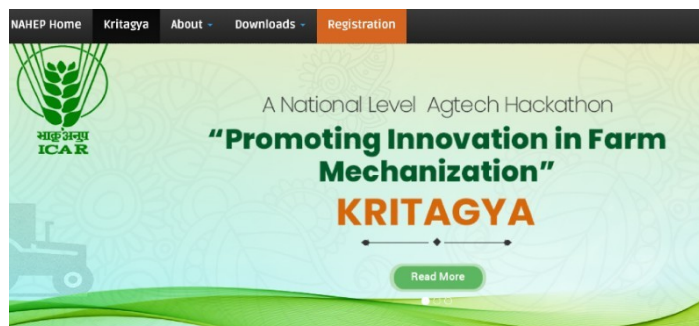 NAHEP Home Kritagya About Downloads Registration
भाकृअनुप
ICAR
A National Level Agtech Hackathon
“Promoting Innovation in Farm
Mechanization”
KRITAGYA
Read More